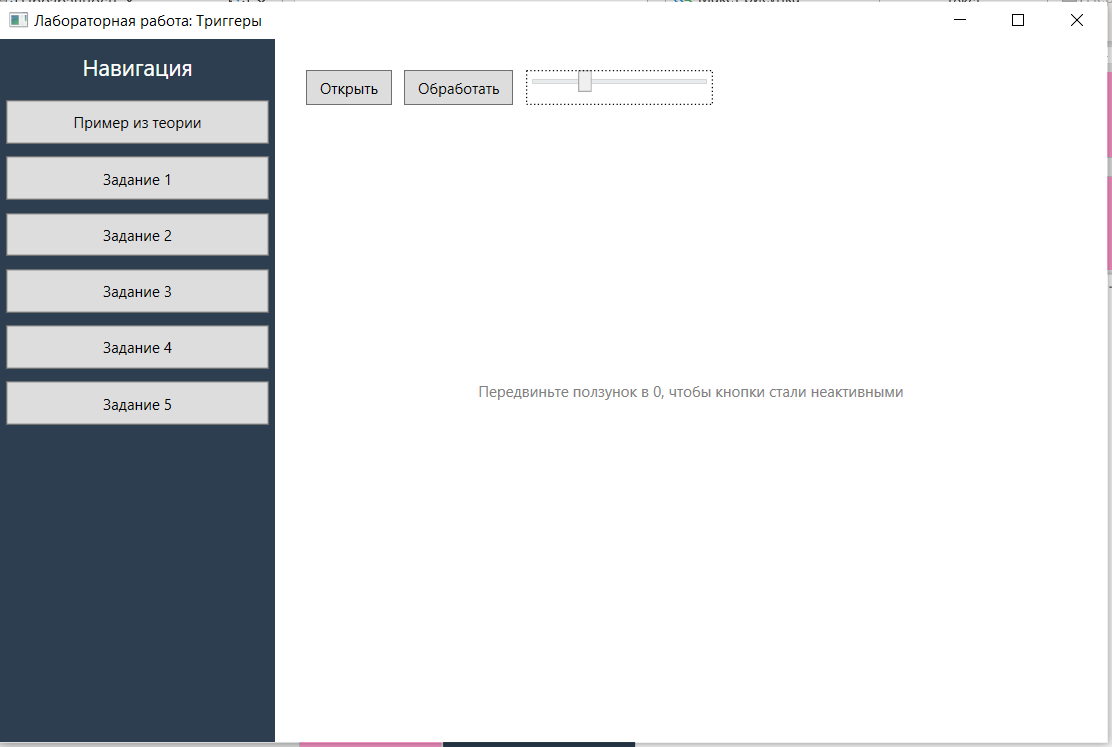 Лабораторная работа: Триггеры
Навигация
Пример из теории
Задание 1
Задание 2
Задание 3
Задание 4
Задание 5
Открыть
Обработать
Передвиньте ползунок в 0, чтобы кнопки стали неактивными